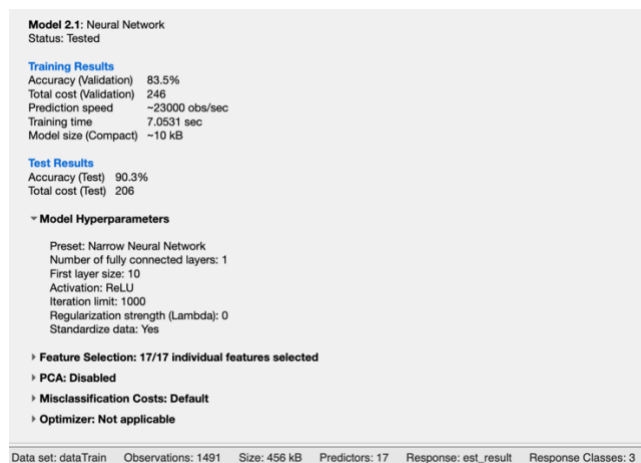 Model 2.1: Neural Network
Status: Tested
Training Results
Accuracy (Validation) 83.5%
Total cost (Validation) 246
Prediction speed ~23000 obs/sec
Training time 7.0531 sec
Model size (Compact) ~10 kB
Test Results
Accuracy (Test) 90.3%
Total cost (Test) 206
Model Hyperparameters
Preset: Narrow Neural Network
Number of fully connected layers: 1
First layer size: 10
Activation: ReLU
Iteration limit: 1000
Regularization strength (Lambda): 0
Standardize data: Yes
Feature Selection: 17/17 individual features selected
PCA: Disabled
Misclassification Costs: Default
Optimizer: Not applicable
Data set: dataTrain Observations: 1491 Size: 456 kB Predictors: 17 Response: est_result Response Classes: 3